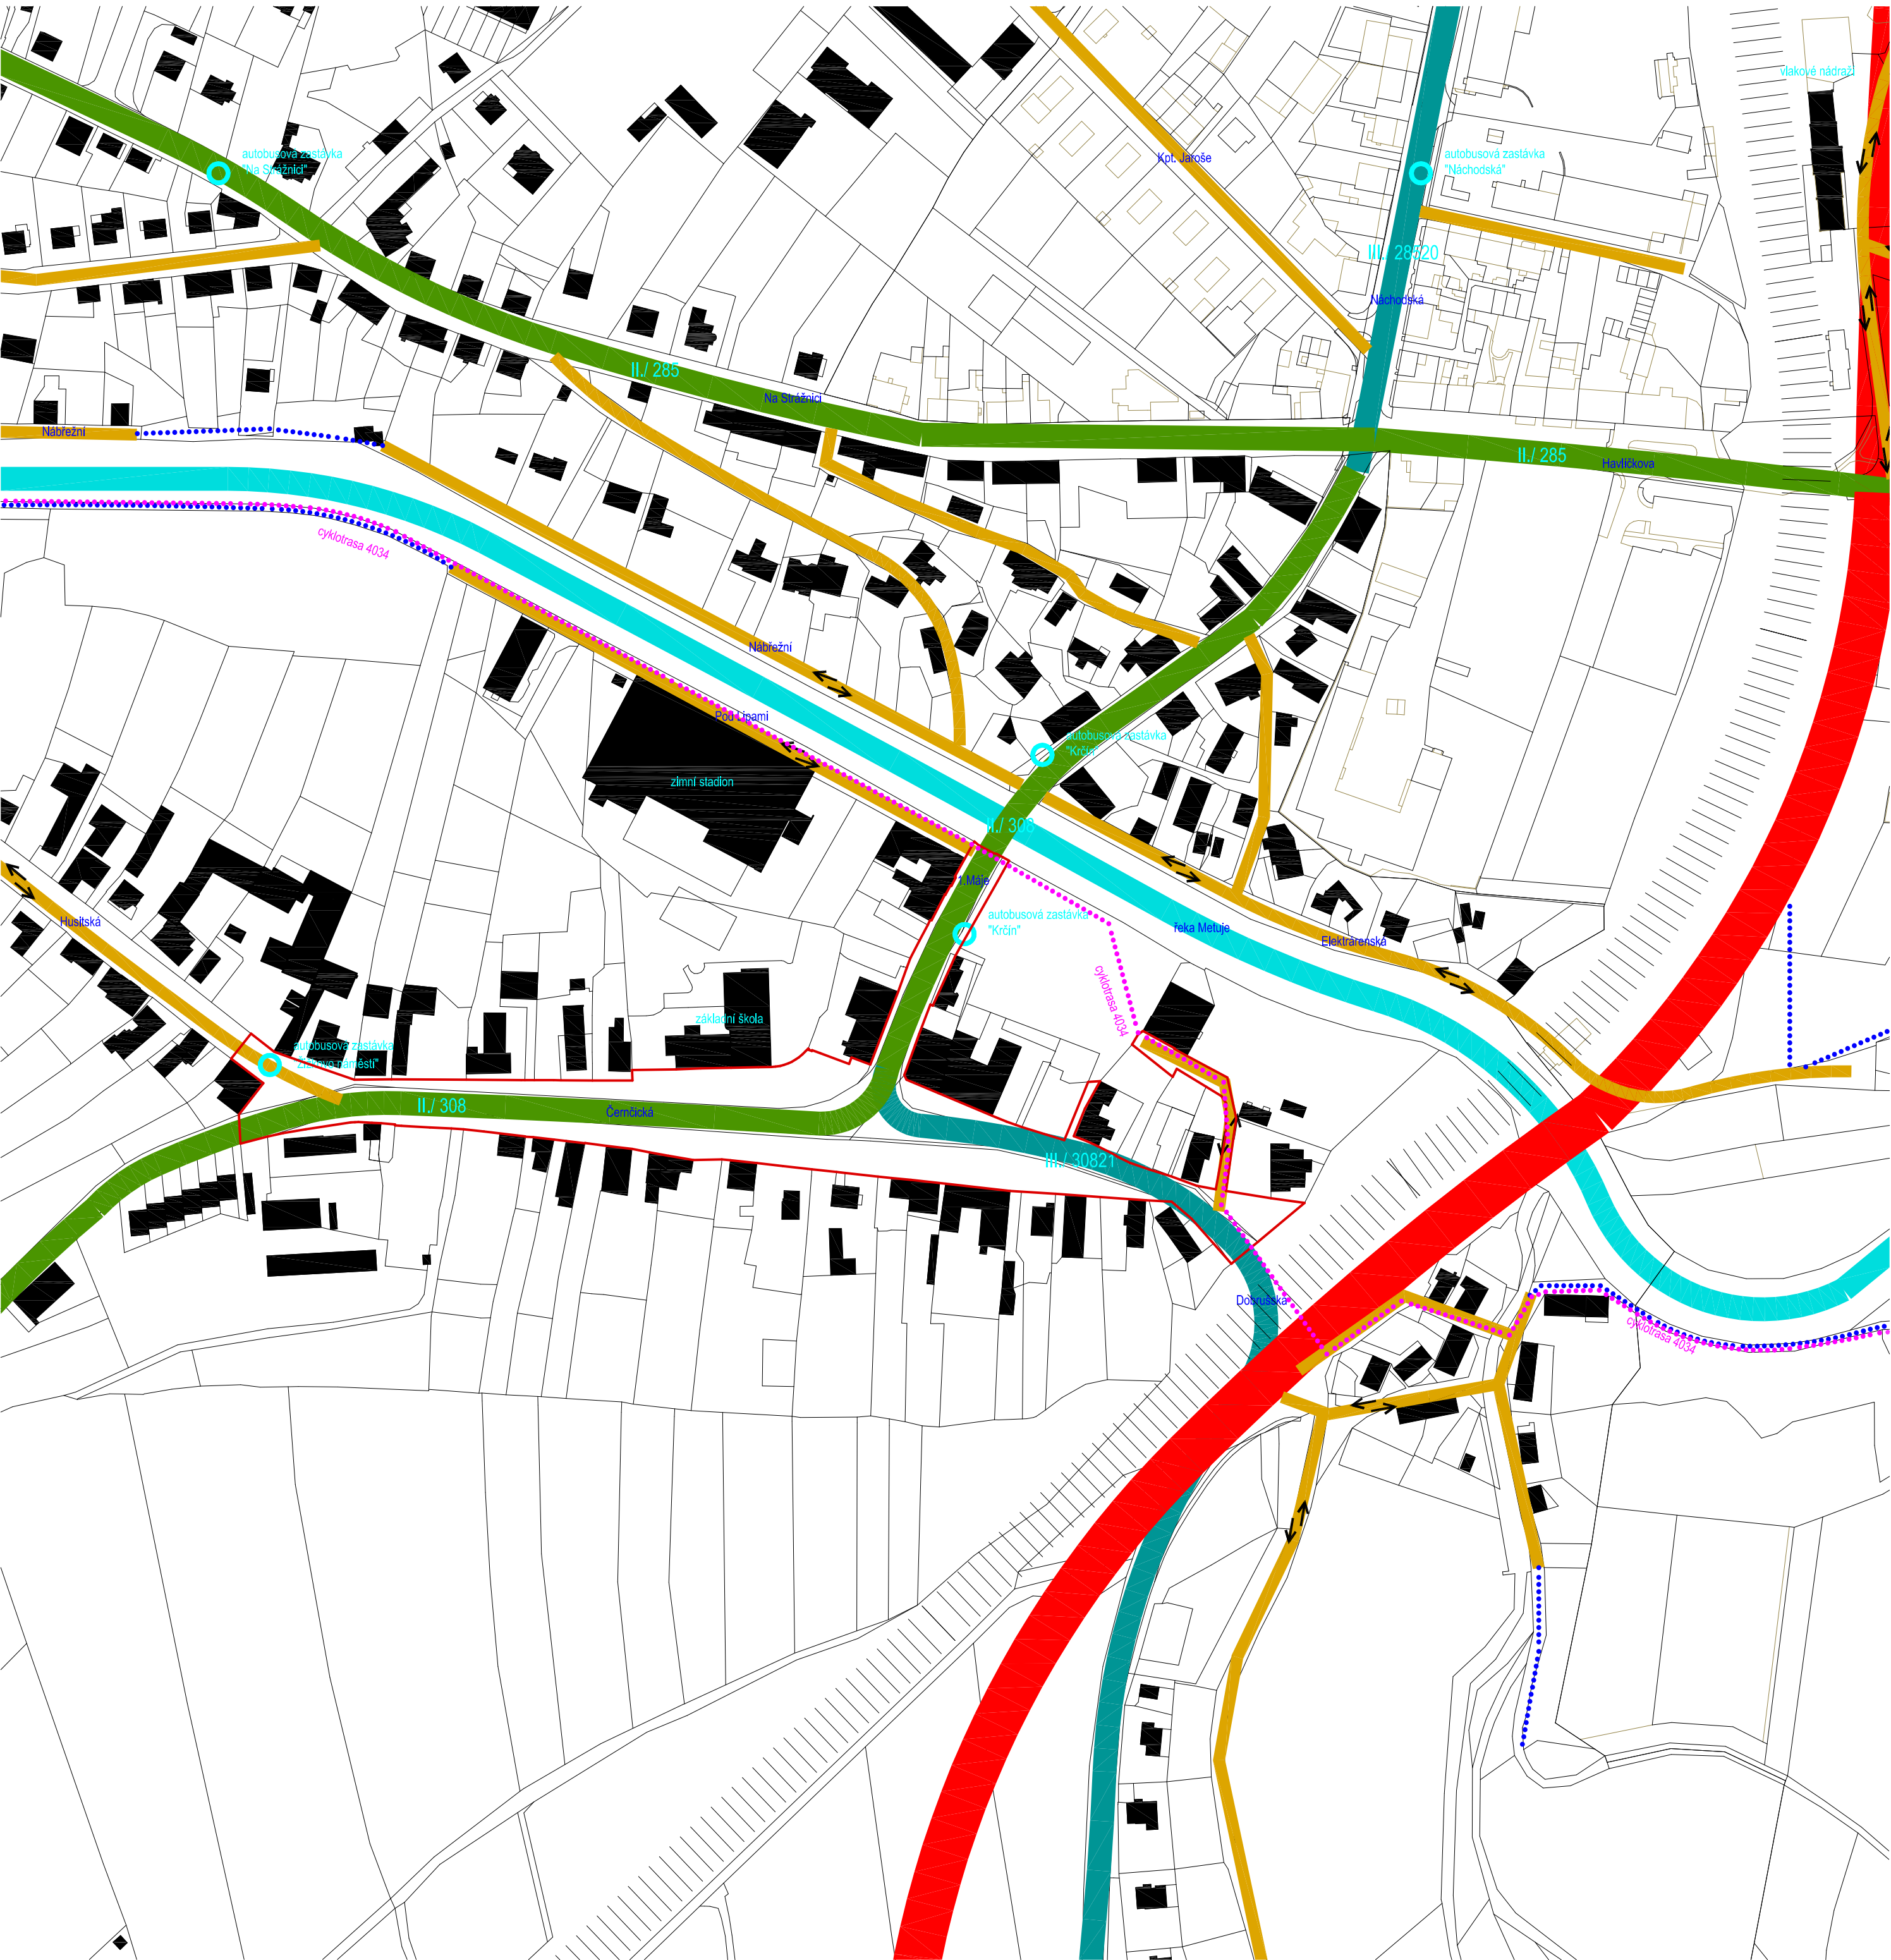 vlakové nádraží
autobusová zastávka
"Na Strážnici"
Kpt. Jaroše
autobusová zastávka
"Náchodská"
III./ 28520
Náchodská
II./ 285
Na Strážnici
Nábřežní
II./ 285
Havlíčkova
cyklotrasa 4034
Nábřežní
Pod Lipami
autobusová zastávka
"Krčín"
zimní stadion
II./ 308
1.Máje
Husitská
autobusová zastávka
"Krčín"
řeka Metuje
Elektrárenská
cyklotrasa 4034
základní škola
autobusová zastávka
"Žižkovo náměstí"
II./ 308
Černčická
III./ 30821
Dobrušská
cyklotrasa 4034